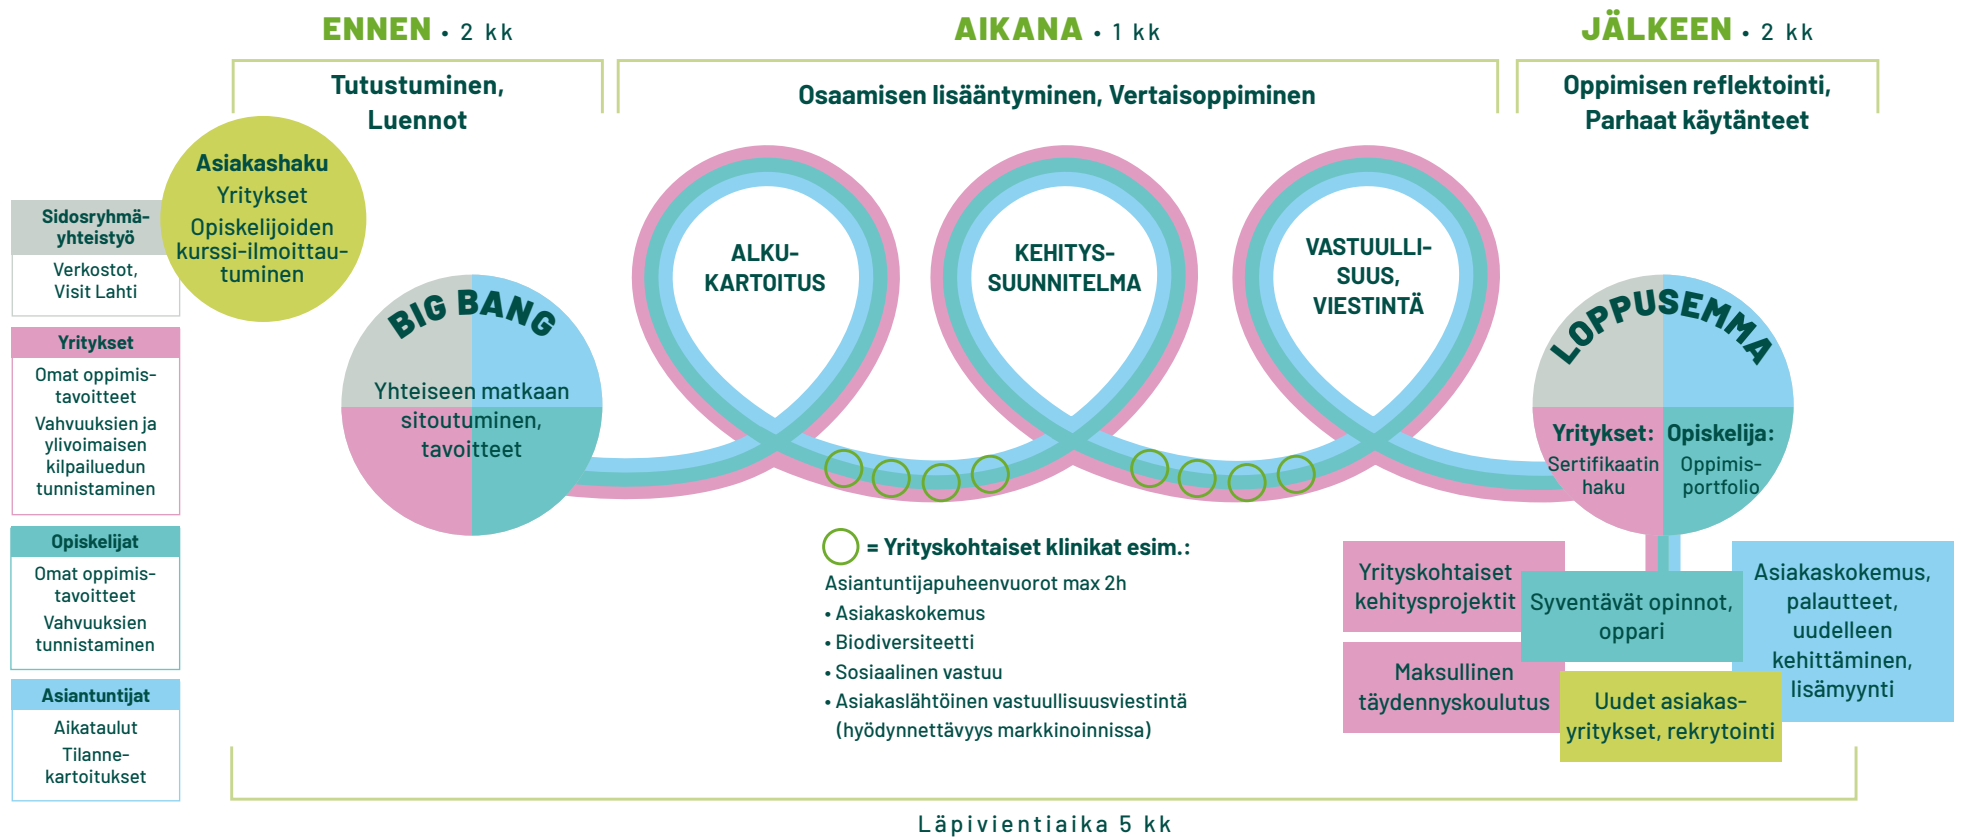 ENNEN • 2 kk
Tutustuminen,
Luennot
AIKANA • 1 kk
Osaamisen lisääntyminen, Vertaisoppiminen
JÄLKEEN • 2 kk
Oppimisen reflektointi,
Parhaat käytänteet
Asiakashaku
Yritykset
Opiskelijoiden
kurssi-ilmoittau-
tuminen
Sidosryhmä-
yhteistyö
Verkostot,
Visit Lahti
Yritykset
Omat oppimis-
tavoitteet
Vahvuuksien ja
ylivoimaisen
kilpailuedun
tunnistaminen
Opiskelijat
Omat oppimis-
tavoitteet
Vahvuuksien
tunnistaminen
Asiantuntijat
Aikataulut
Tilanne-
kartoitukset
BIG BANG
Yhteiseen matkaan
sitoutuminen,
tavoitteet
ALKU-
KARTOITUS
KEHITYS-
SUUNNITELMA
VASTUULLI-
SUUS,
VIESTINTÄ
LOPPUSEMMA
Yritykset:
Sertifikaatin
haku
Opiskelija:
Oppimis-
portfolio
= Yrityskohtaiset klinikat esim.:
Asiantuntijapuheenvuorot max 2h
• Asiakaskokemus
• Biodiversiteetti
• Sosiaalinen vastuu
• Asiakaslähtöinen vastuullisuusviestintä
(hyödynnettävyys markkinoinnissa)
Yrityskohtaiset
kehitysprojektit
Syventävät opinnot,
oppari
Asiakaskokemus,
palautteet,
uudelleen
kehittäminen,
lisämyynti
Maksullinen
täydennyskoulutus
Uudet asiakas-
yritykset, rekrytointi
Läpivientiaika 5 kk